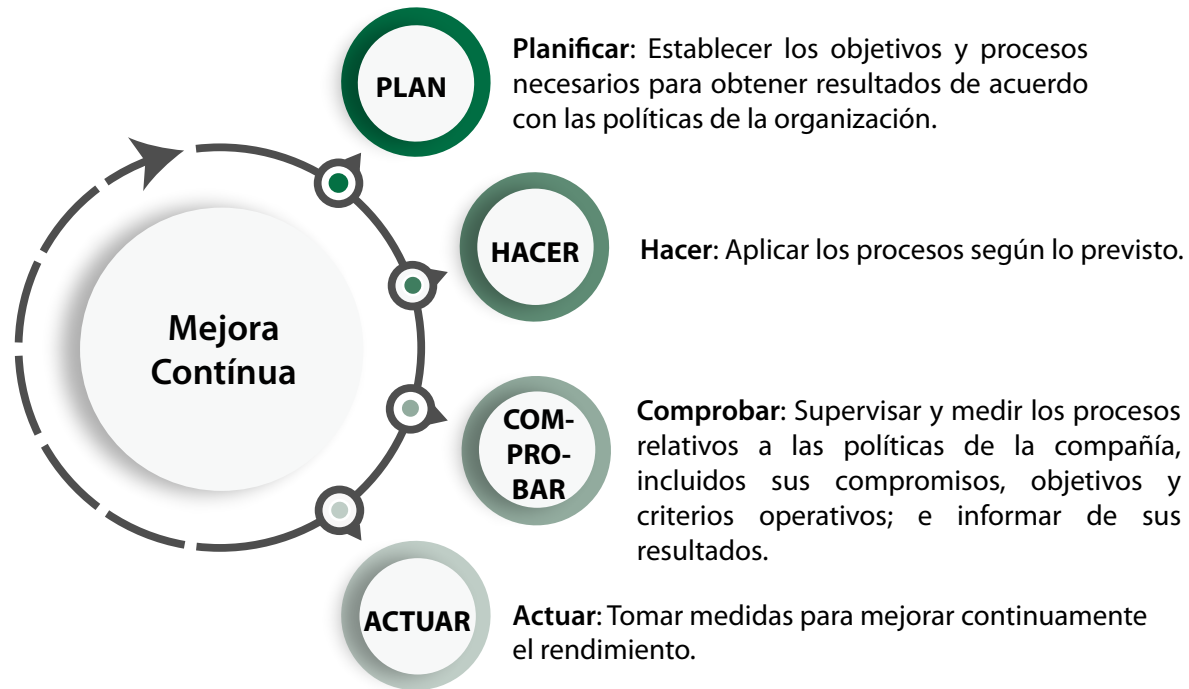 PLAN
Planificar: Establecer los objetivos y procesos
necesarios para obtener resultados de acuerdo
con las políticas de la organización.
HACER
Hacer: Aplicar los procesos según lo previsto.
Mejora
Contínua
COM-
PRO-
BAR
Comprobar: Supervisar y medir los procesos
relativos a las políticas de la compañía,
incluidos sus compromisos, objetivos y
criterios operativos; e informar de sus
resultados.
ACTUAR
Actuar: Tomar medidas para mejorar continuamente
el rendimiento.